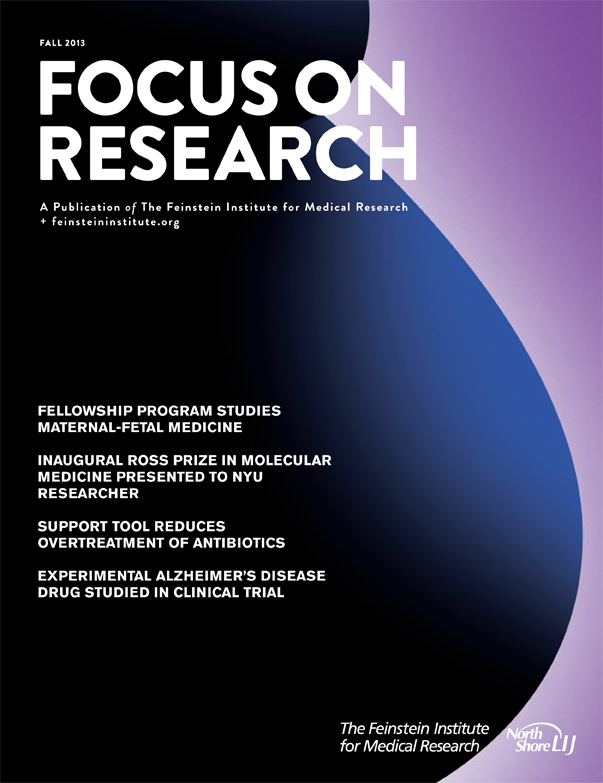 FALL 2013
FOCUS ON
RESEARCH
A Publication of The Feinstein Institute for Medical Research
+ feinsteininstitute.org
FELLOWSHIP PROGRAM STUDIES
MATERNAL-FETAL MEDICINE
INAUGURAL ROSS PRIZE IN MOLECULAR
MEDICINE PRESENTED TO NYU
RESEARCHER
SUPPORT TOOL REDUCES
OVERTREATMENT OF ANTIBIOTICS
EXPERIMENTAL ALZHEIMER’S DISEASE
DRUG STUDIED IN CLINICAL TRIAL
The Feinstein Institute
for Medical Research
North
Shore LIJ